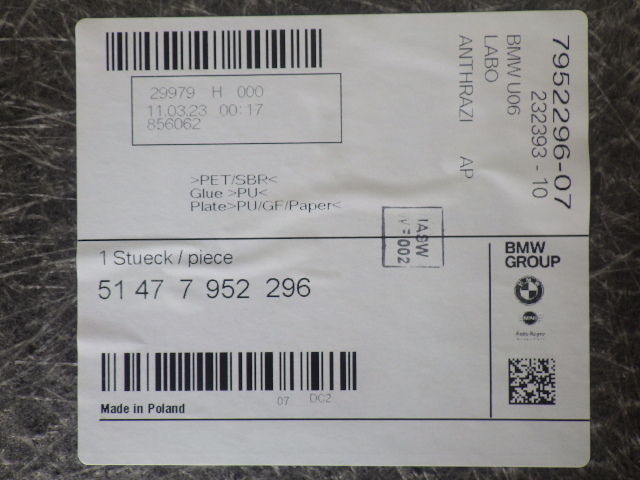 29979 H 000
11.03.23 00:17
856062
>PET/SBR<
Glue >PU<
Plate>PU/GF/Paper<
7952296-07
232393 - 10
BMW U06
LABO
ANTHRAZI AP
IASW
002
1 Stueck / piece
51 47 7 952 296
BMW
GROUP
07 DC2
Made in Poland